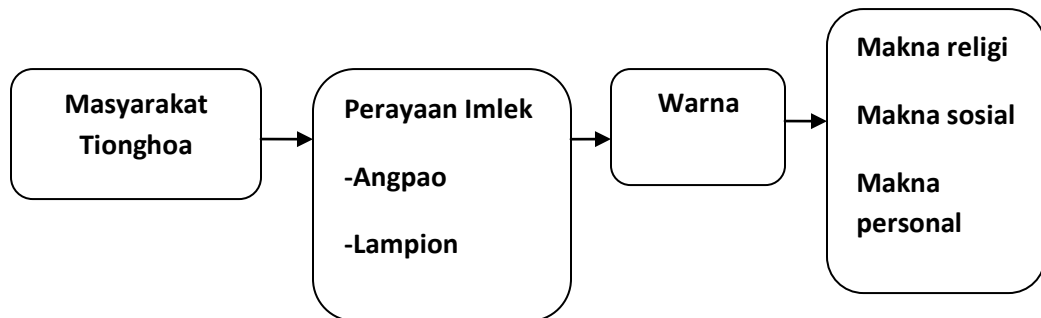 Masyarakat
Tionghoa
Perayaan Imlek
-Angpao
-Lampion
Warna
Makna religi
Makna sosial
Makna
personal